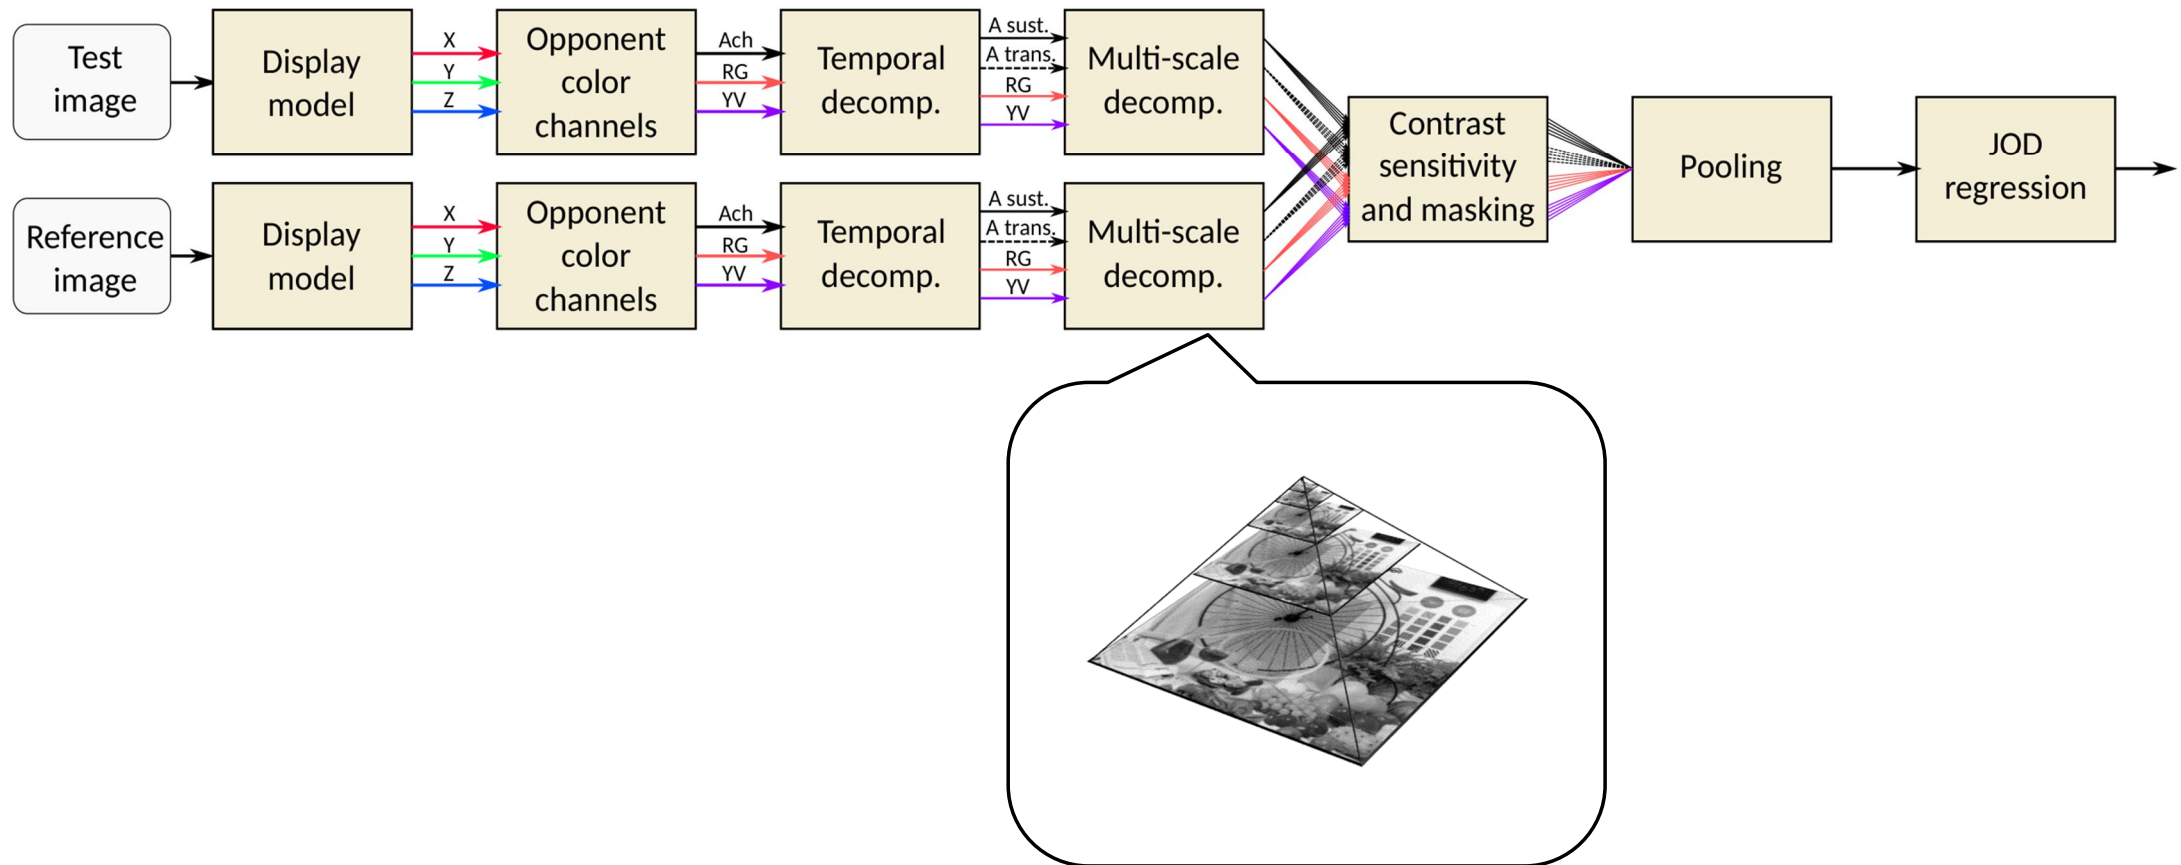 Test
image
Display
model
X
Y
Z
Opponent
color
channels
Ach
RG
YV
Temporal
decomp.
A sust.
A trans.
RG
YV
Multi-scale
decomp.
Reference
image
Display
model
X
Y
Z
Opponent
color
channels
Ach
RG
YV
Temporal
decomp.
A sust.
A trans.
RG
YV
Multi-scale
decomp.
Contrast
sensitivity
and masking
Pooling
JOD
regression